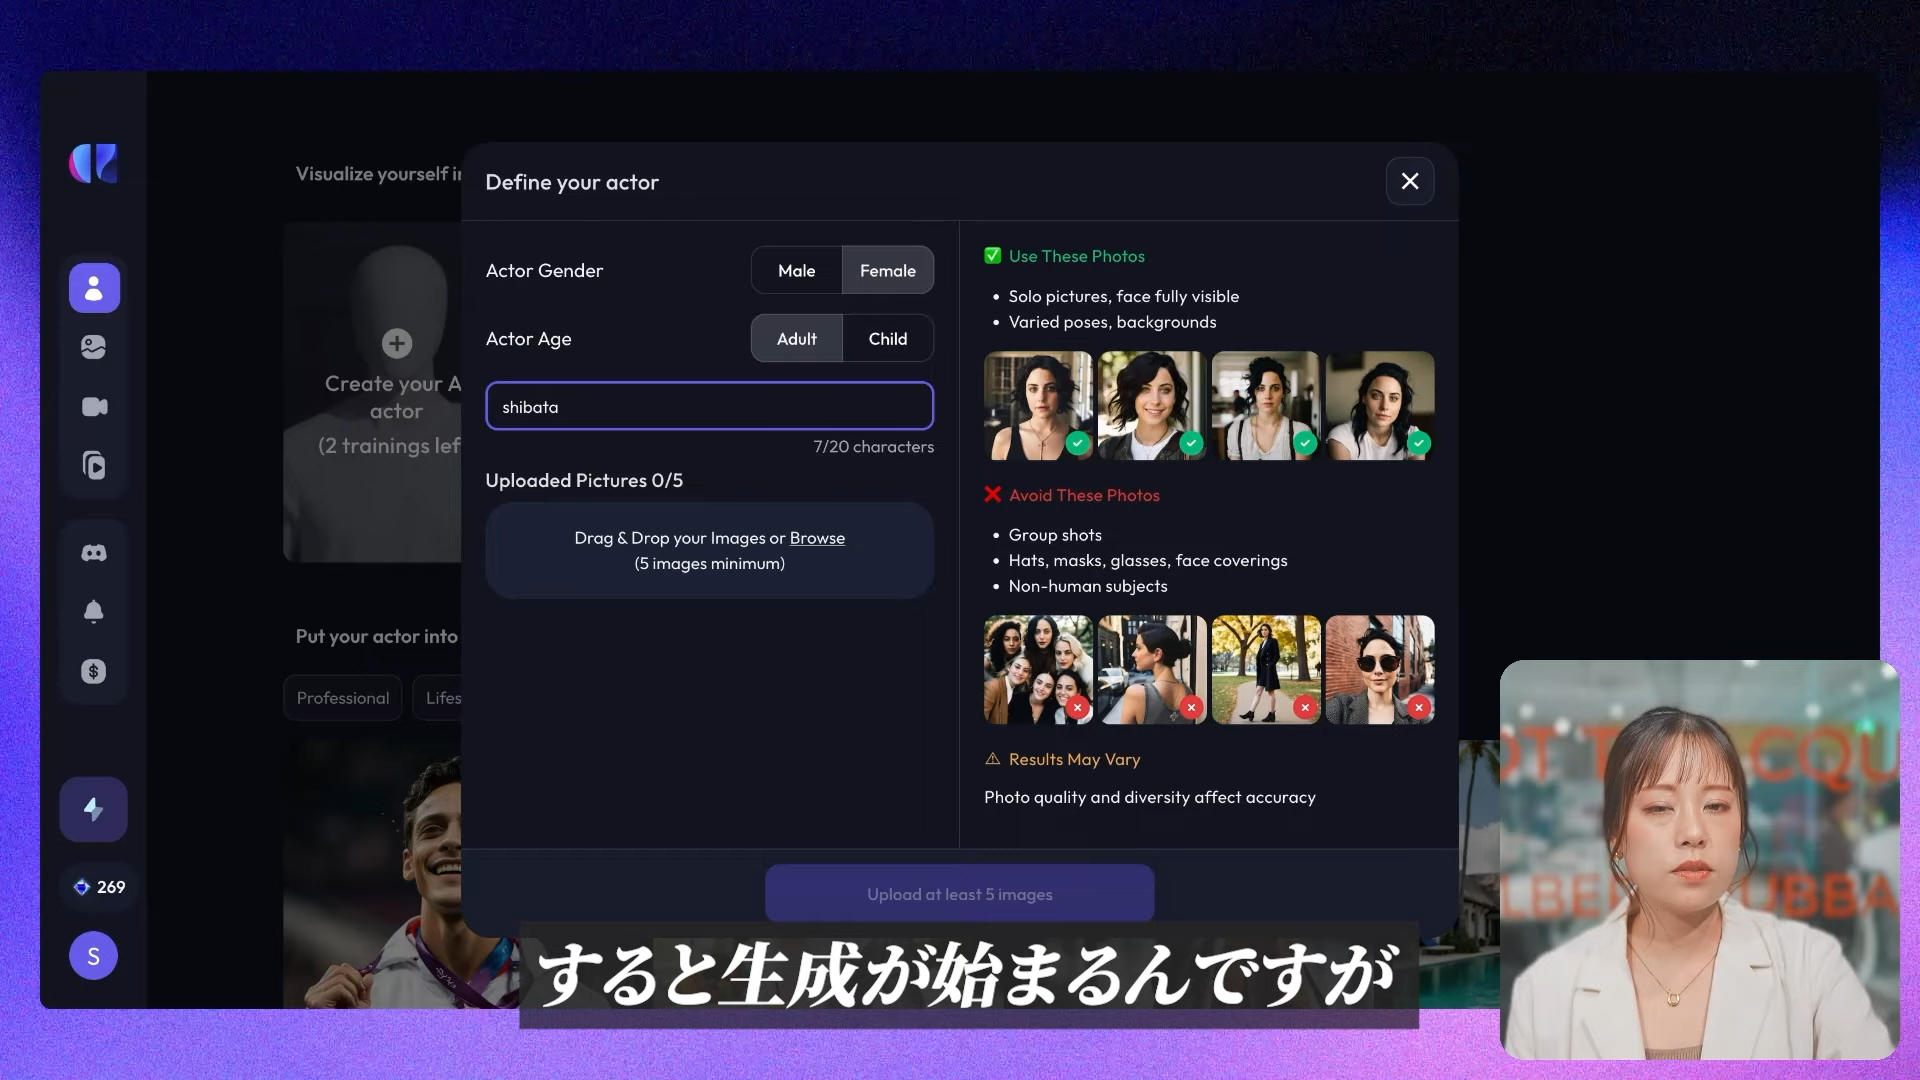 Visualize yourself in
Define your actor
Actor Gender
Male
Female
Actor Age
Adult
Child
shibata
7/20 characters
Uploaded Pictures 0/5
Drag & Drop your Images or Browse
(5 images minimum)
✅ Use These Photos
• Solo pictures, face fully visible
• Varied poses, backgrounds
❌ Avoid These Photos
• Group shots
• Hats, masks, glasses, face coverings
• Non-human subjects
⚠ Results May Vary
Photo quality and diversity affect accuracy
Upload at least 5 images
Create your A
actor
(2 trainings lef
Put your actor into
Professional
Lifes
269
S
すると生成が始まるんですが